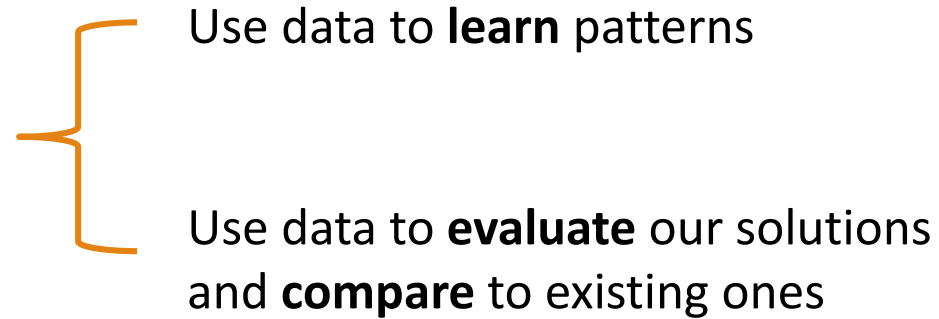 Use data to learn patterns
Use data to evaluate our solutions
and compare to existing ones